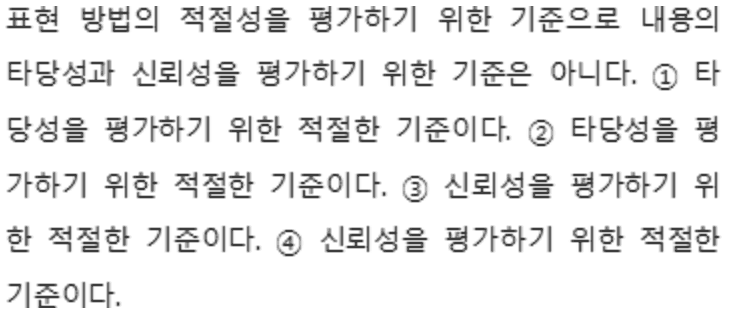 표현 방법의 적절성을 평가하기 위한 기준으로 내용의
타당성과 신뢰성을 평가하기 위한 기준은 아니다. ① 타
당성을 평가하기 위한 적절한 기준이다. ② 타당성을 평
가하기 위한 적절한 기준이다. ③ 신뢰성을 평가하기 위
한 적절한 기준이다. ④ 신뢰성을 평가하기 위한 적절한
기준이다.